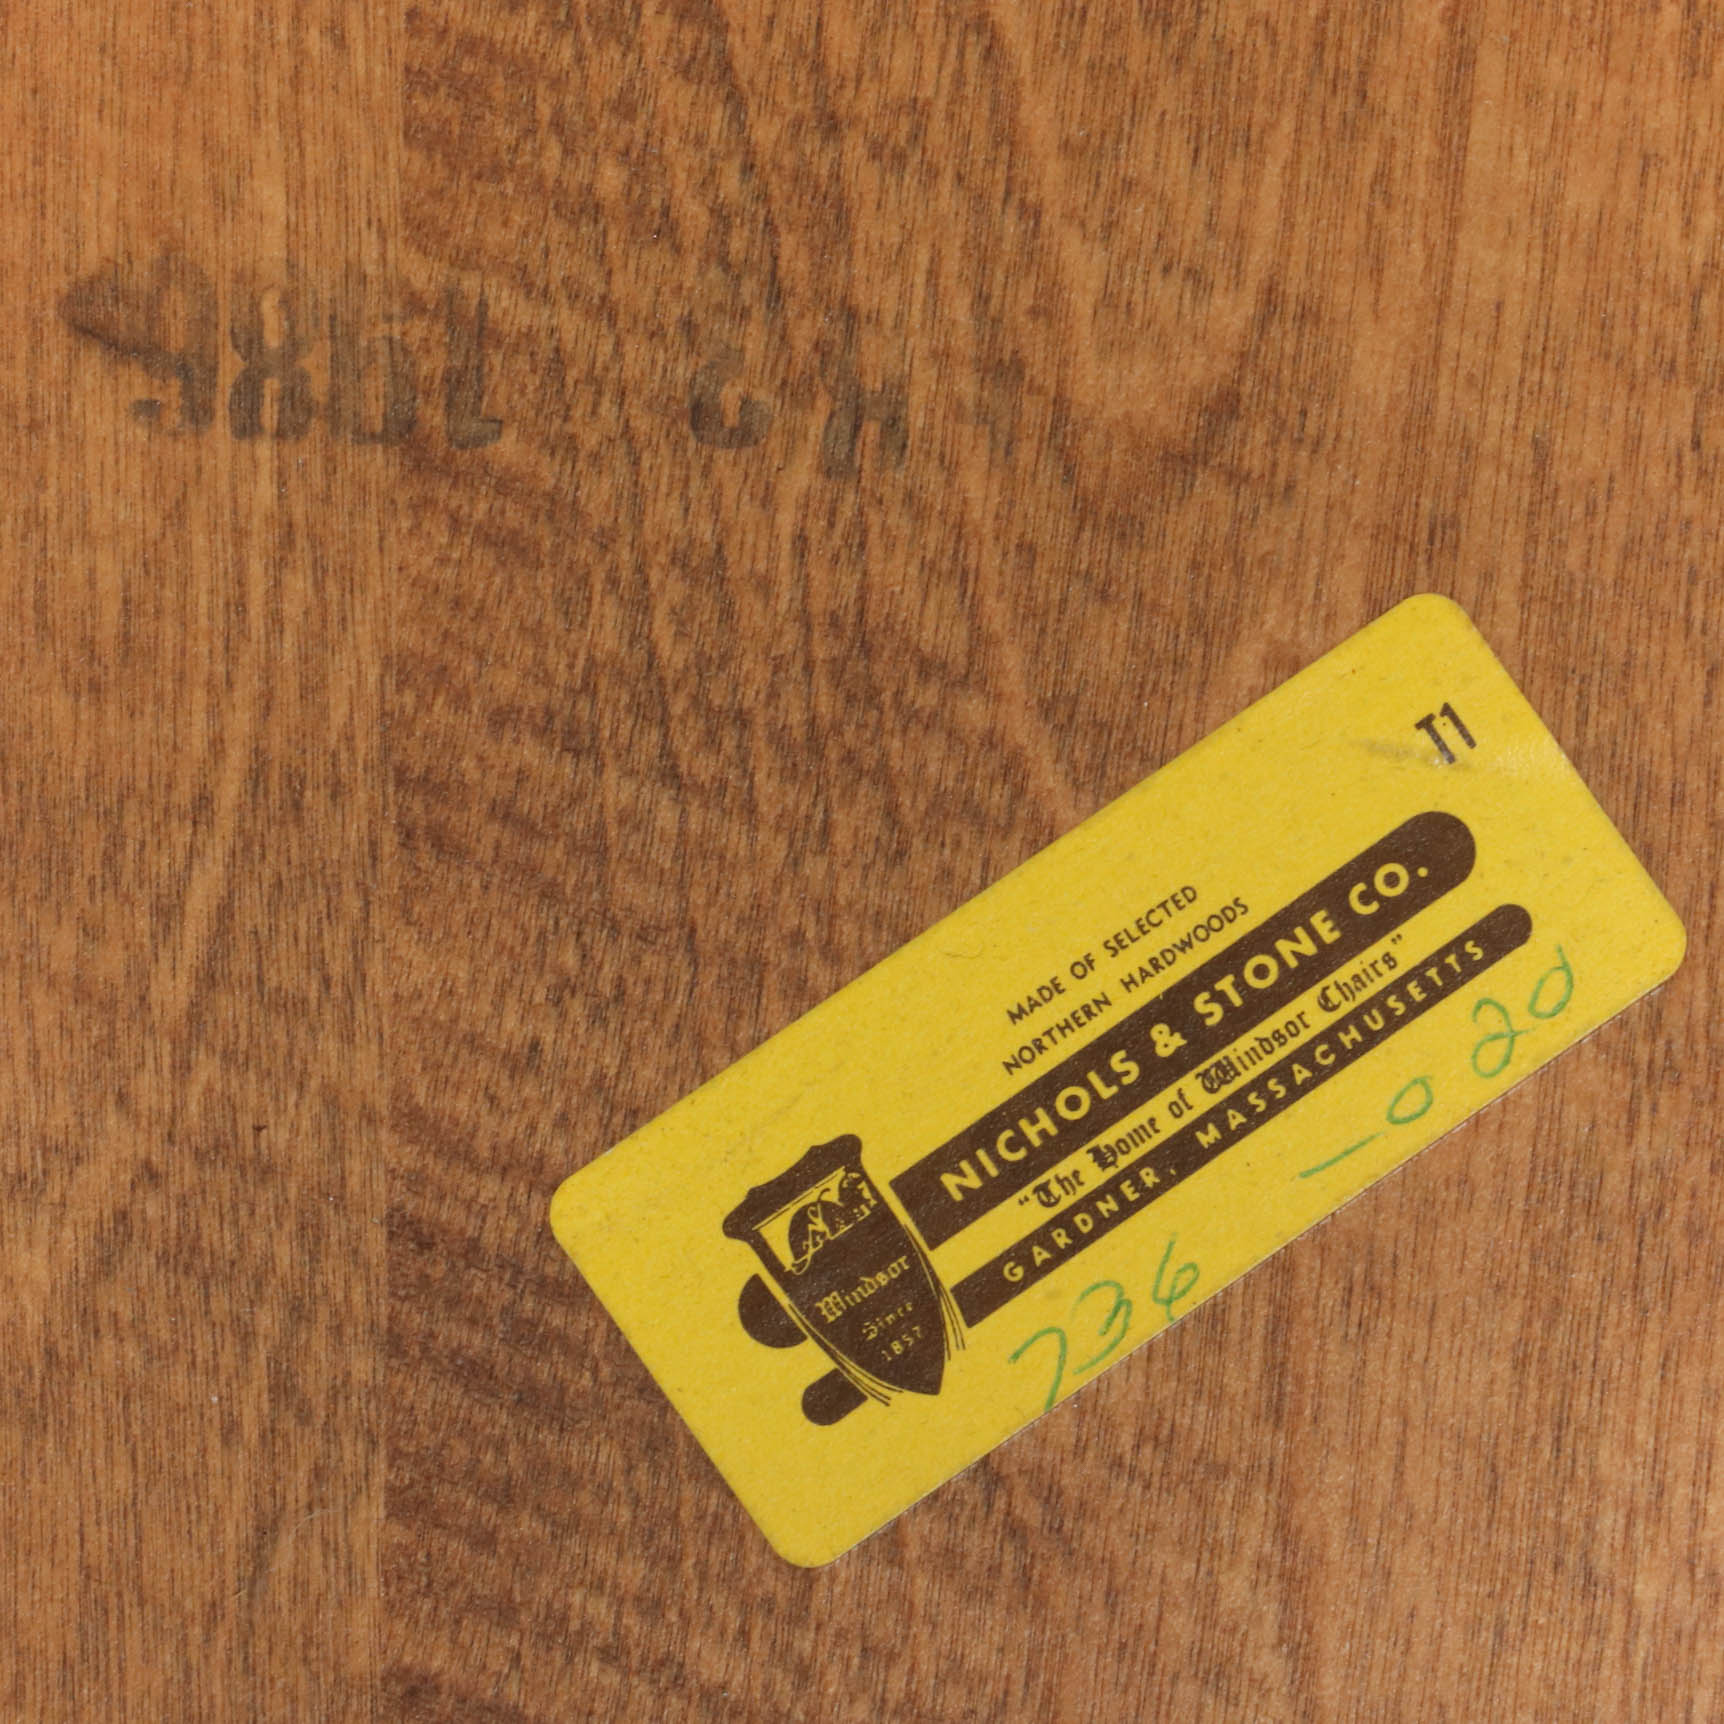 T1
MADE OF SELECTED
NORTHERN HARDWOODS
NICHOLS & STONE CO.
"The Home of Windsor Chairs"
GARDNER, MASSACHUSETTS
Windsor
Since
1857
736 - 020